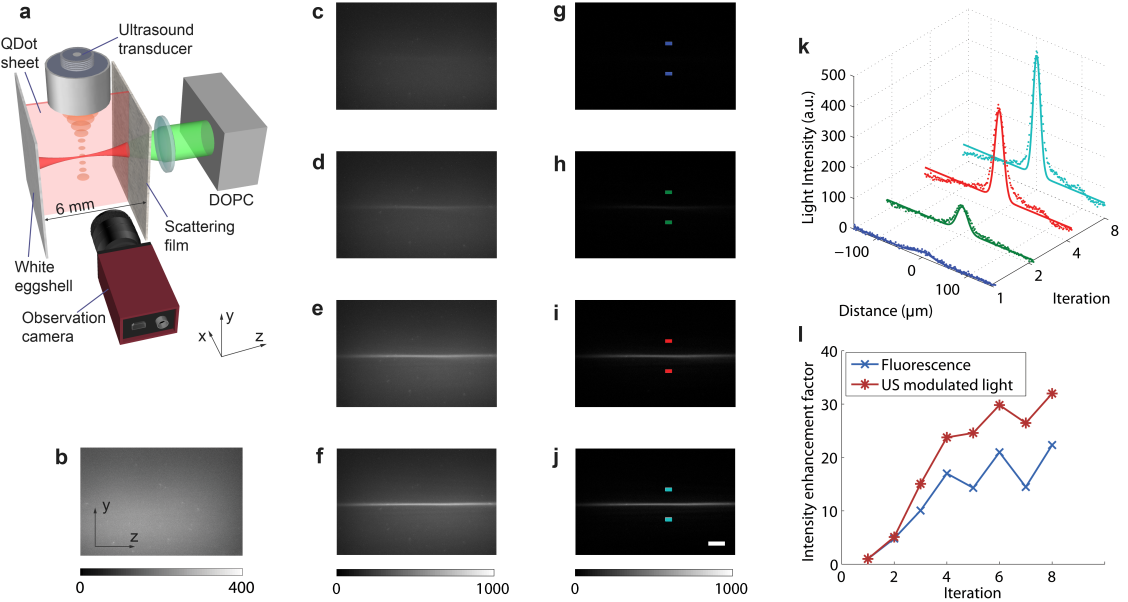 a
Ultrasound
transducer
QDot
sheet
DOPC
6 mm
Scattering
film
White
eggshell
Observation
camera
y
x
z
b
y
z
0
400
c
d
e
f
0
1000
g
h
i
j
0
1000
k
500
400
300
200
100
0
Light Intensity (a.u.)
−100
0
100
Distance (µm)
1
2
4
8
Iteration
l
40
30
20
10
0
Intensity enhancement factor
Fluorescence
US modulated light
0
2
4
6
8
Iteration